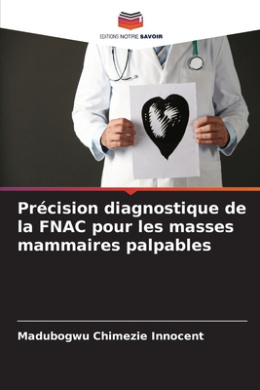 EDITIONS NOTRE SAVOIR
Précision diagnostique de
la FNAC pour les masses
mammaires palpables
Madubogwu Chimezie Innocent